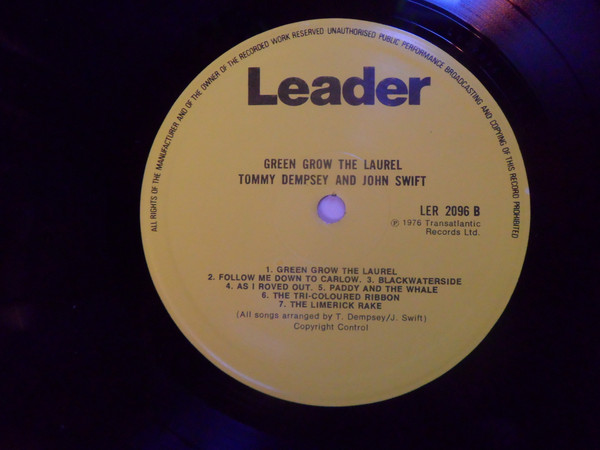 ALL RIGHTS OF THE MANUFACTURER AND OF THE OWNER OF THE RECORDED WORK RESERVED UNAUTHORISED PUBLIC PERFORMANCE BROADCASTING AND COPYING OF THIS RECORD PROHIBITED
Leader
GREEN GROW THE LAUREL
TOMMY DEMPSEY AND JOHN SWIFT
LER 2096 B
℗ 1976 Transatlantic
Records Ltd.
1. GREEN GROW THE LAUREL
2. FOLLOW ME DOWN TO CARLOW. 3. BLACKWATERSIDE
4. AS I ROVED OUT. 5. PADDY AND THE WHALE
6. THE TRI-COLOURED RIBBON
7. THE LIMERICK RAKE
(All songs arranged by T. Dempsey/J. Swift)
Copyright Control